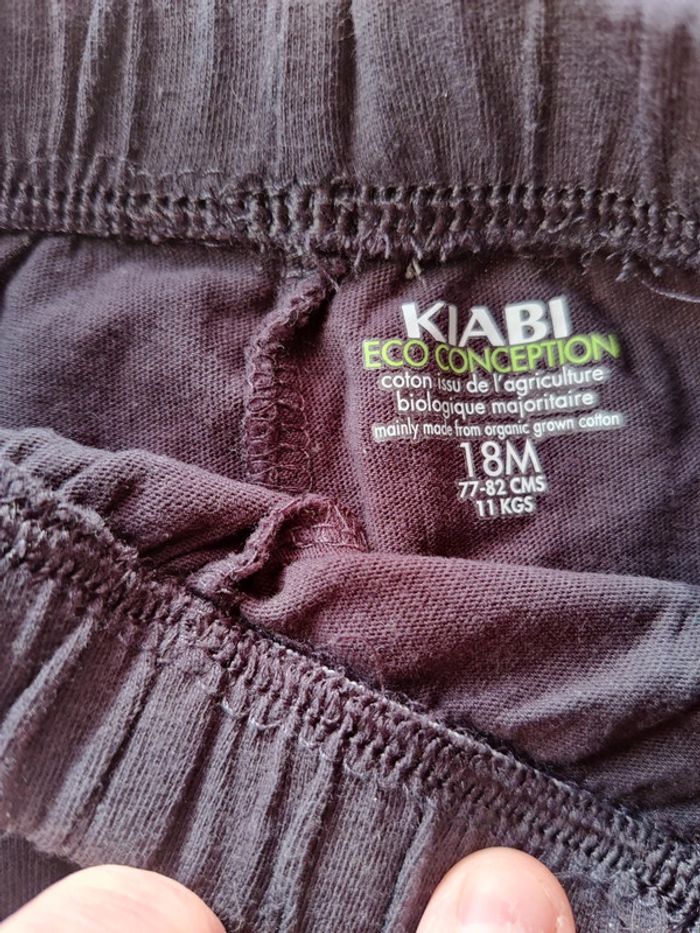 KIABI
ECO CONCEPTION
coton issu de l'agriculture
biologique majoritaire
mainly made from organic grown cotton
18M
77-82 CMS
11 KGS